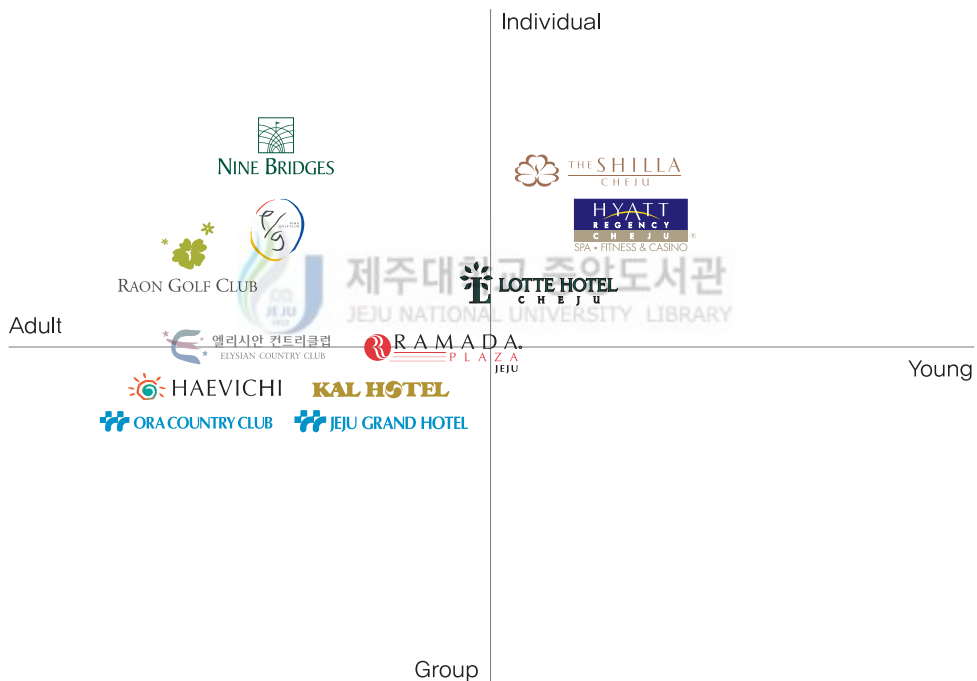 Individual
NINE BRIDGES
THE SHILLA
CHEJU
HYATT
REGENCY
CHEJU ®
SPA • FITNESS & CASINO
RAON GOLF CLUB
제주대학교 중앙도서관
JEJU NATIONAL UNIVERSITY LIBRARY
JEJU
1952
LOTTE HOTEL
CHEJU
Adult
엘리시안 컨트리클럽
ELYSIAN COUNTRY CLUB
RAMADA
PLAZA
JEJU
Young
HAEVICHI
KAL HOTEL
ORA COUNTRY CLUB
JEJU GRAND HOTEL
Group